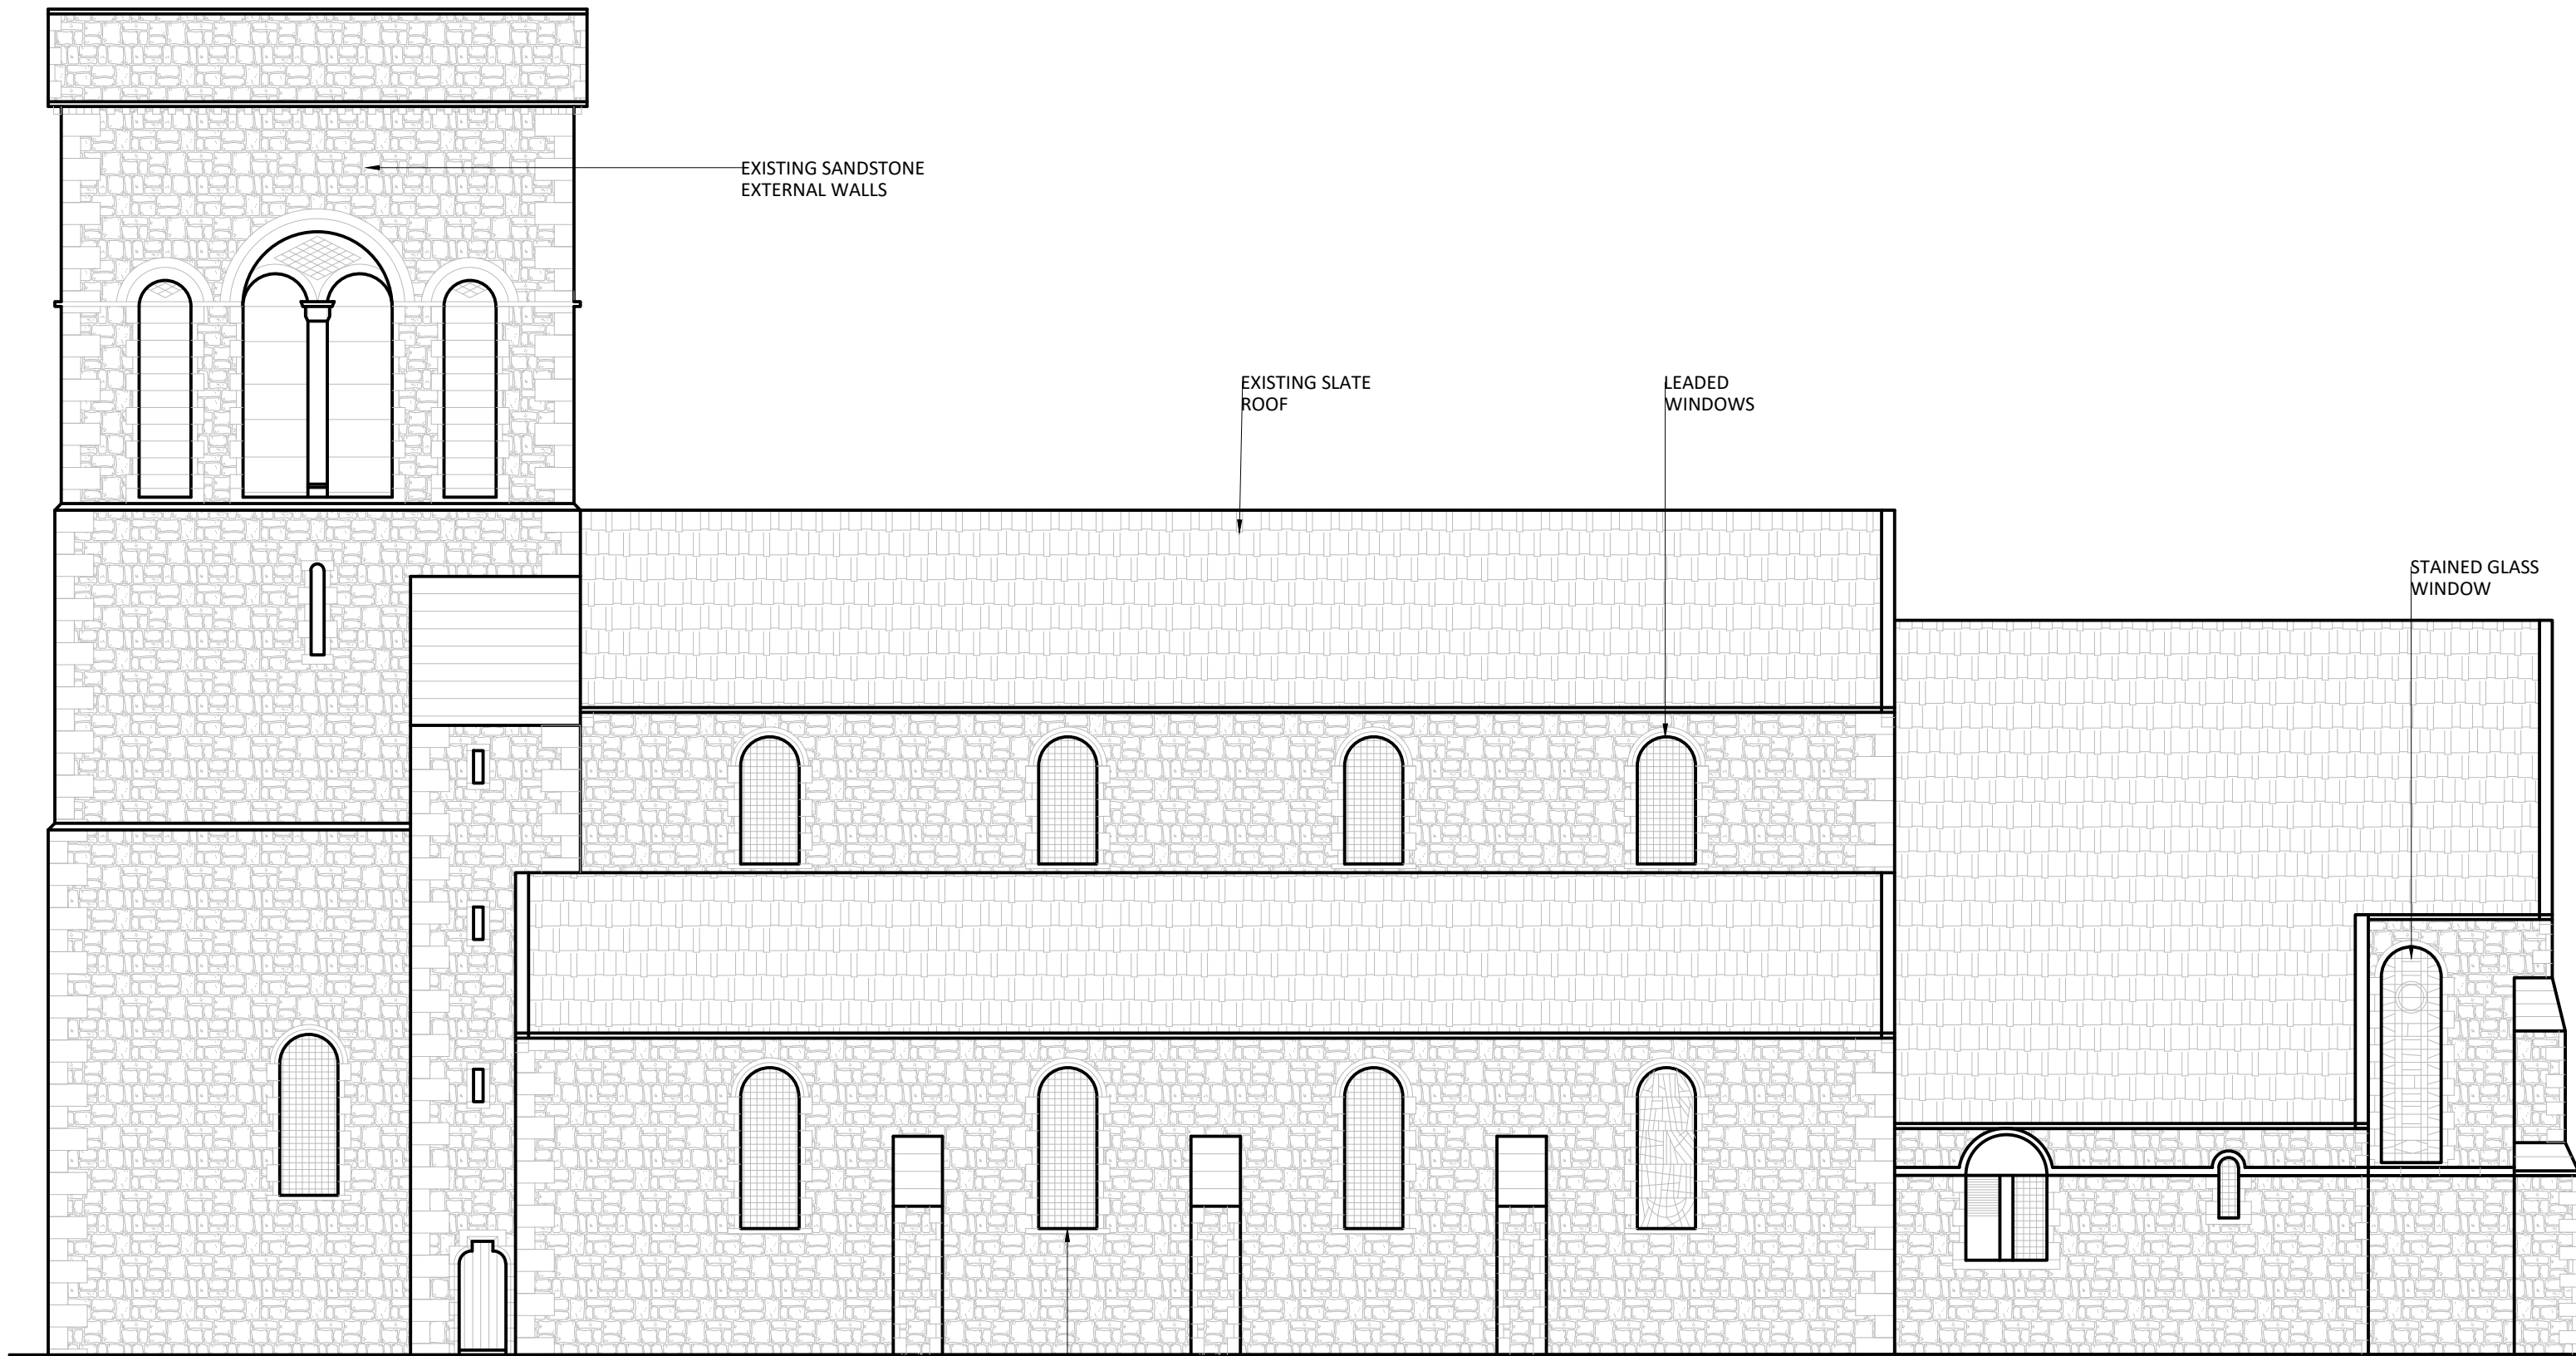 EXISTING SANDSTONE
EXTERNAL WALLS
EXISTING SLATE
ROOF
LEADED
WINDOWS
STAINED GLASS
WINDOW